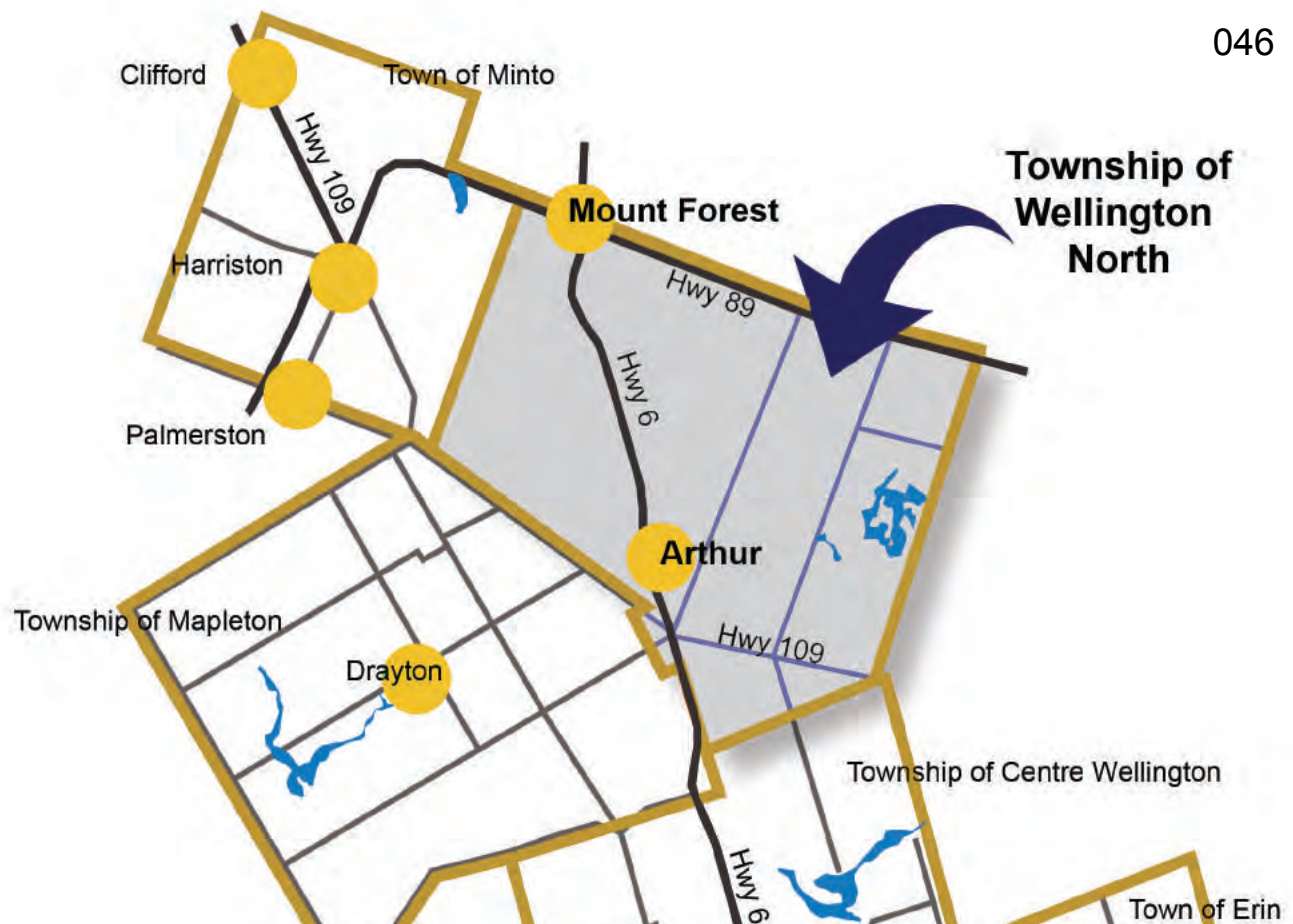 046
Clifford
Town of Minto
Hwy 109
Township of
Wellington
North
Mount Forest
Harriston
Hwy 89
Hwy 6
Palmerston
Arthur
Township of Mapleton
Hwy 109
Drayton
Township of Centre Wellington
Hwy 6
Town of Erin